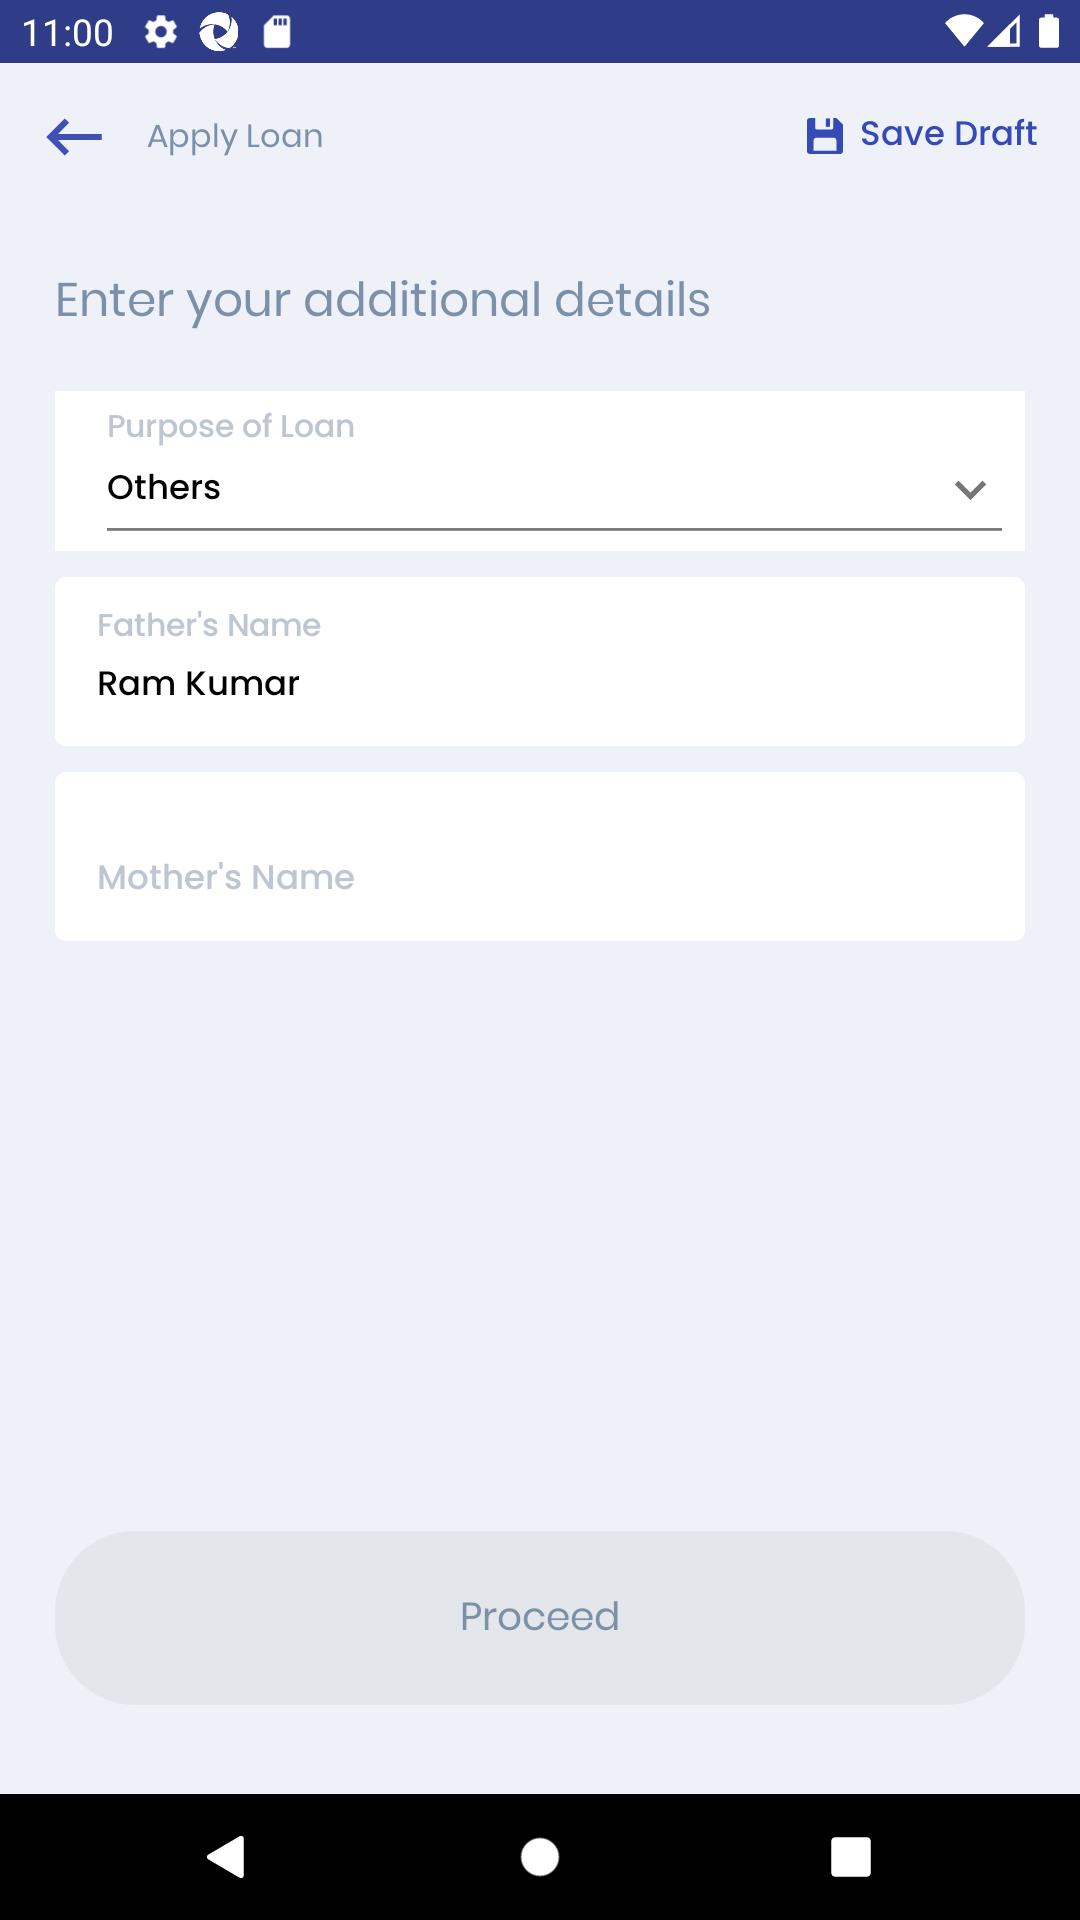 11:00
Apply Loan
Save Draft
Enter your additional details
Purpose of Loan
Others
Father's Name
Ram Kumar
Mother's Name
Proceed